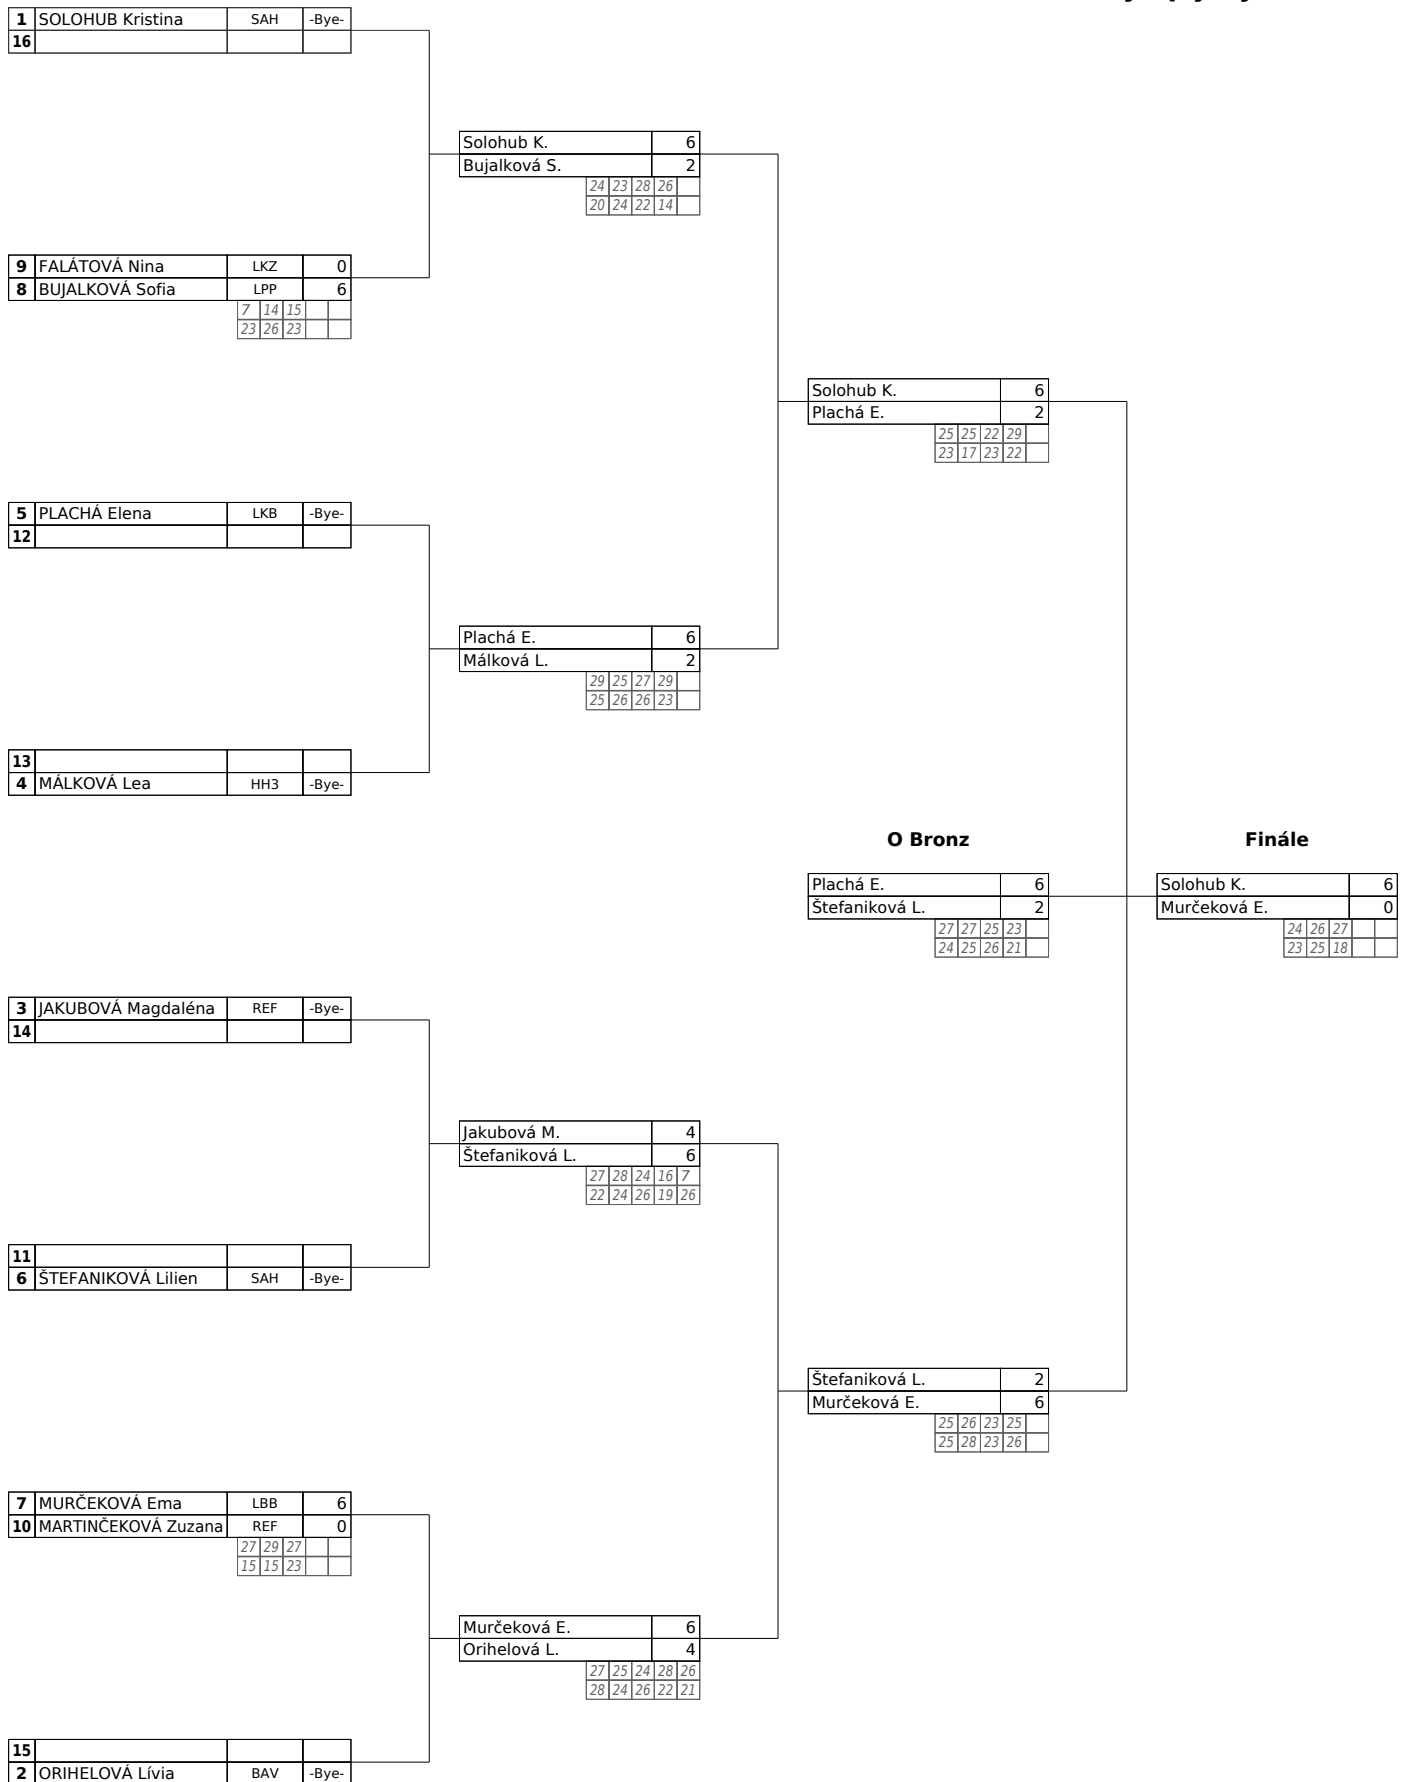 1 SOLOHUB Kristina SAH -Bye-
16
Solohub K. 6
Bujalková S. 2
24 23 28 26
20 24 22 14
9 FALÁTOVÁ Nina LKZ 0
8 BUJALKOVÁ Sofia LPP 6
7 14 15
23 26 23
Solohub K. 6
Plachá E. 2
25 25 22 29
23 17 23 22
5 PLACHÁ Elena LKB -Bye-
12
Plachá E. 6
Málková L. 2
29 25 27 29
25 26 26 23
13
4 MÁLKOVÁ Lea HH3 -Bye-
O Bronz Finále
Plachá E. 6 Solohub K. 6
Štefaniková L. 2 Murčeková E. 0
27 27 25 23 24 26 27
24 25 26 21 23 25 18
3 JAKUBOVÁ Magdaléna REF -Bye-
14
Jakubová M. 4
Štefaniková L. 6
27 28 24 16 7
22 24 26 19 26
11
6 ŠTEFANIKOVÁ Lilien SAH -Bye-
Štefaniková L. 2
Murčeková E. 6
25 26 23 25
25 28 23 26
7 MURČEKOVÁ Ema LBB 6
10 MARTINČEKOVÁ Zuzana REF 0
27 29 27
15 15 23
Murčeková E. 6
Orihelová L. 4
27 25 24 28 26
28 24 26 22 21
15
2 ORIHELOVÁ Lívia BAV -Bye-